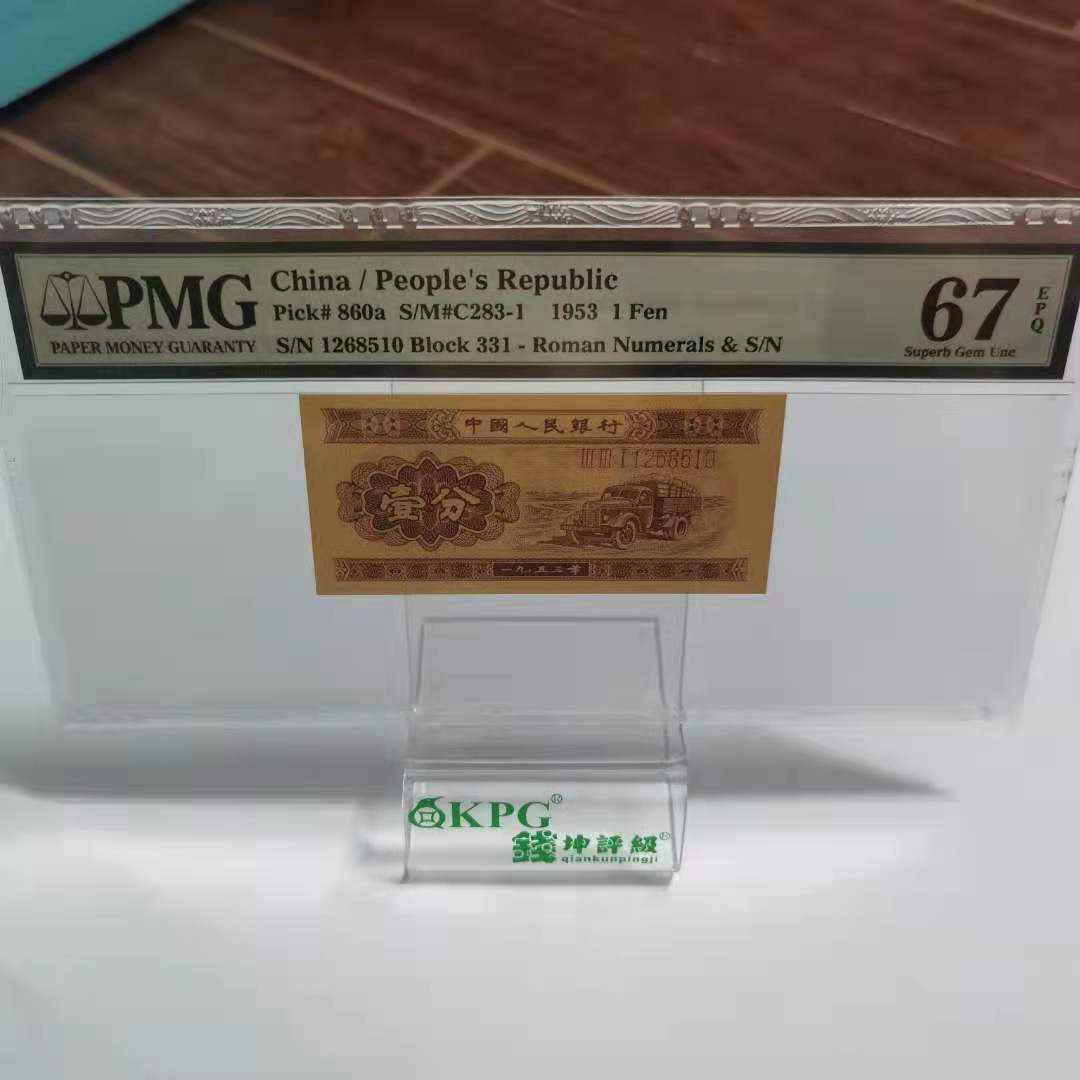 PMG
PAPER MONEY GUARANTY
China / People's Republic
Pick# 860a S/M#C283-1 1953 1 Fen
S/N 1268510 Block 331 - Roman Numerals & S/N
67
EPQ
Superb Gem Unc
中國人民銀行
III III I 1268510
壹分
一九五三年
KPG®
錢坤評級®
qiankunpingji